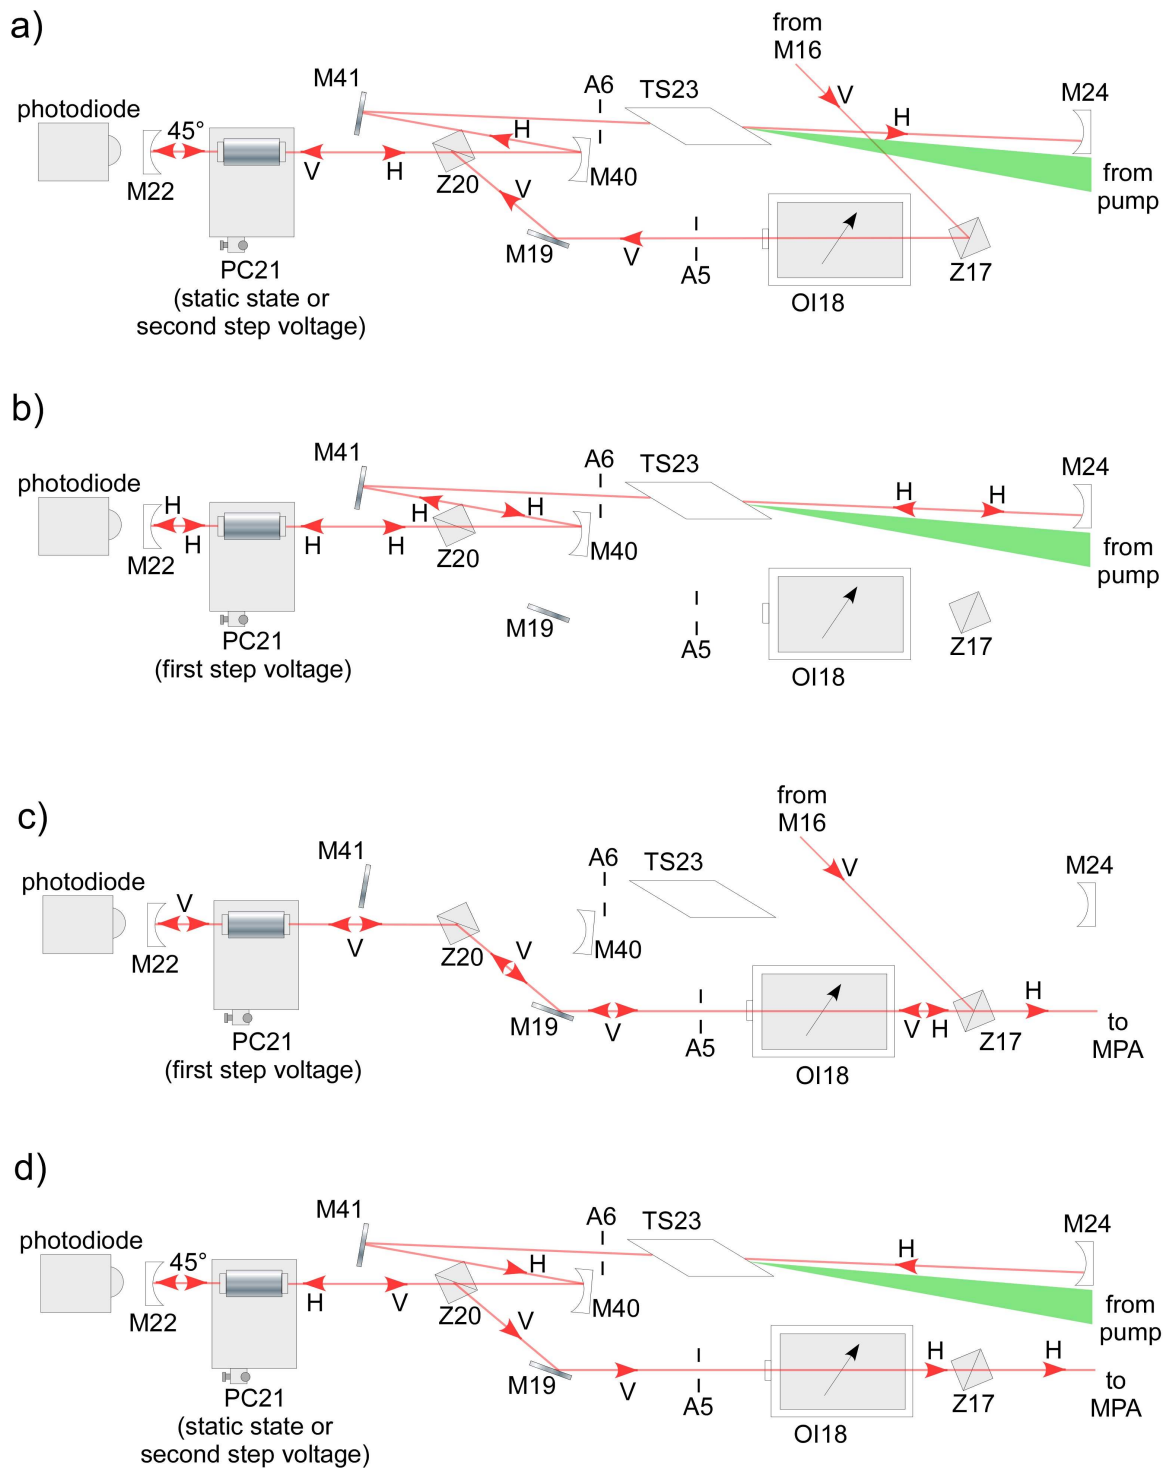 a)
from
M16
M41
A6
TS23
M24
photodiode
45°
V
H
H
V
H
M22
Z20
M40
V
from
pump
M19
V
A5
Z17
PC21
OI18
(static state or
second step voltage)
b)
M41
A6
TS23
M24
photodiode
H
H
H
H
H
H
H
H
M22
Z20
M40
from
pump
M19
A5
Z17
PC21
OI18
(first step voltage)
c)
from
M16
M41
A6
TS23
V
M24
photodiode
V
V
V
M22
Z20
M40
H
M19
V
A5
V
H
Z17
to
MPA
PC21
OI18
(first step voltage)
d)
M41
A6
TS23
M24
photodiode
45°
H
H
H
V
M22
Z20
M40
V
from
pump
M19
V
A5
H
H
Z17
to
MPA
PC21
OI18
(static state or
second step voltage)